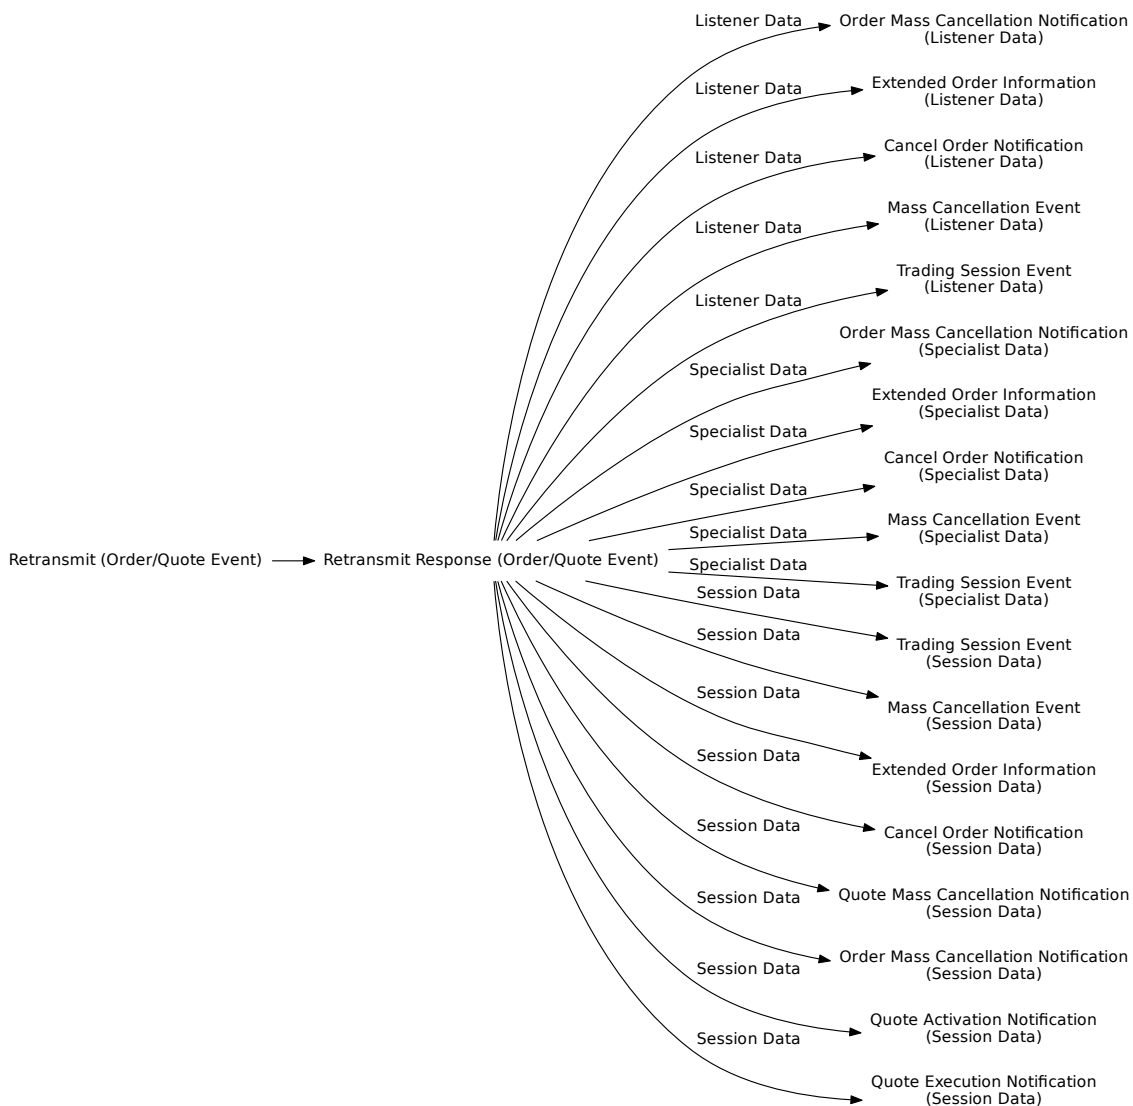 Listener Data
Order Mass Cancellation Notification
(Listener Data)
Listener Data
Extended Order Information
(Listener Data)
Listener Data
Cancel Order Notification
(Listener Data)
Listener Data
Mass Cancellation Event
(Listener Data)
Listener Data
Trading Session Event
(Listener Data)
Specialist Data
Order Mass Cancellation Notification
(Specialist Data)
Specialist Data
Extended Order Information
(Specialist Data)
Specialist Data
Cancel Order Notification
(Specialist Data)
Specialist Data
Mass Cancellation Event
(Specialist Data)
Retransmit (Order/Quote Event)
Retransmit Response (Order/Quote Event)
Specialist Data
Trading Session Event
(Specialist Data)
Session Data
Trading Session Event
(Session Data)
Session Data
Mass Cancellation Event
(Session Data)
Session Data
Extended Order Information
(Session Data)
Session Data
Cancel Order Notification
(Session Data)
Session Data
Quote Mass Cancellation Notification
(Session Data)
Session Data
Order Mass Cancellation Notification
(Session Data)
Session Data
Quote Activation Notification
(Session Data)
Session Data
Quote Execution Notification
(Session Data)